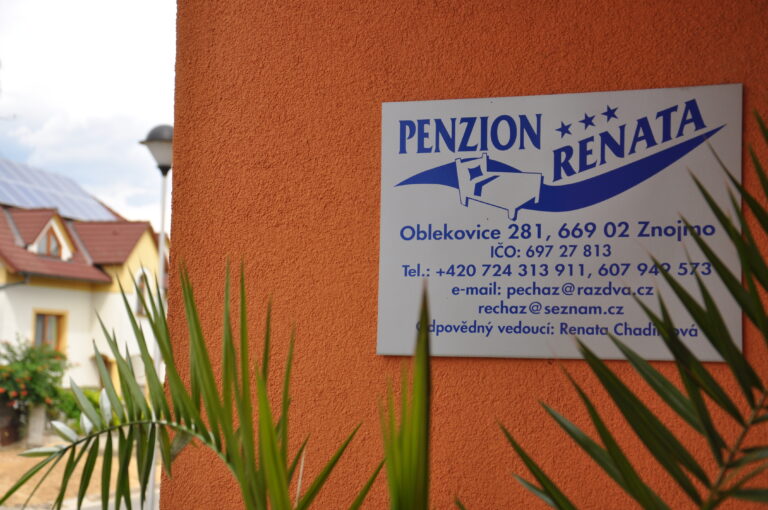 PENZION
RENATA
Oblekovice 281, 669 02 Znojmo
IČO: 697 27 813
Tel.: +420 724 313 911, 607 949 573
e-mail: pechaz@razdva.cz
rechaz@seznam.cz
Odpovědný vedoucí: Renata